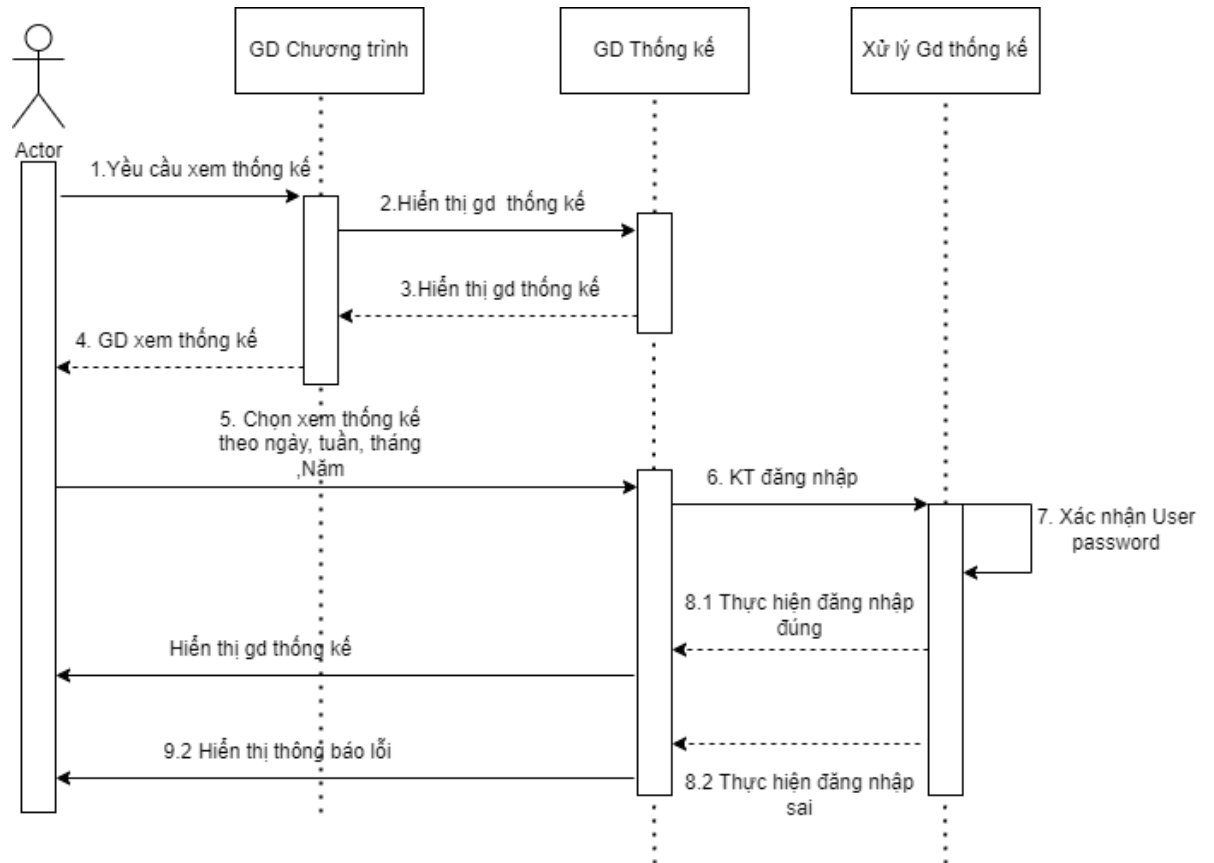 GD Chương trình
GD Thống kế
Xử lý Gd thống kế
Actor
1.Yều cầu xem thống kế
2.Hiển thị gd thống kế
3.Hiển thị gd thống kế
4. GD xem thống kế
5. Chọn xem thống kế
theo ngày, tuần, tháng
,Năm
6. KT đăng nhập
7. Xác nhận User
password
8.1 Thực hiện đăng nhập
đúng
Hiển thị gd thống kế
9.2 Hiển thị thông báo lỗi
8.2 Thực hiện đăng nhập
sai